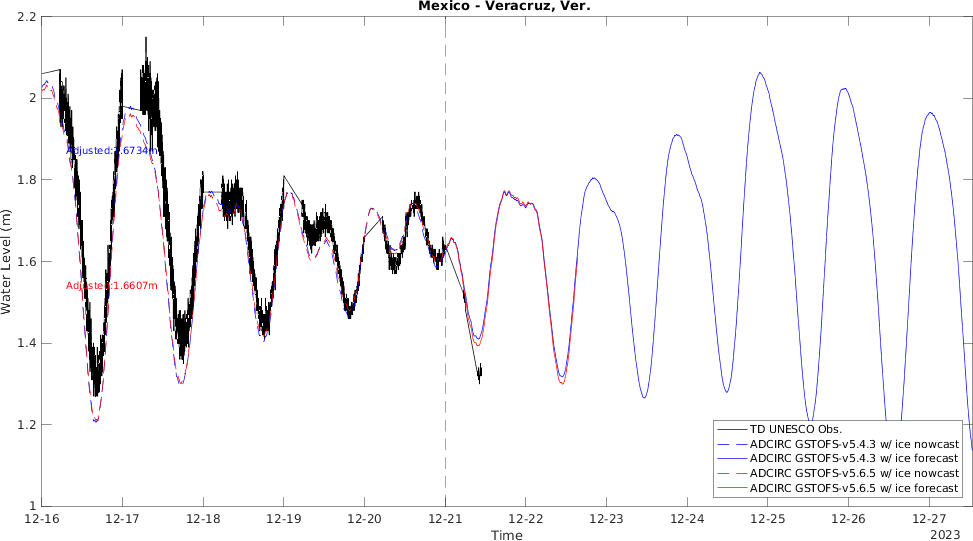 Mexico - Veracruz, Ver.
2.2
2
1.8
1.6
1.4
1.2
1
Water Level (m)
Adjusted:1.6734m
Adjusted:1.6607m
TD UNESCO Obs.
ADCIRC GSTOFS-v5.4.3 w/ ice nowcast
ADCIRC GSTOFS-v5.4.3 w/ ice forecast
ADCIRC GSTOFS-v5.6.5 w/ ice nowcast
ADCIRC GSTOFS-v5.6.5 w/ ice forecast
12-16 12-17 12-18 12-19 12-20 12-21 12-22 12-23 12-24 12-25 12-26 12-27
Time
2023